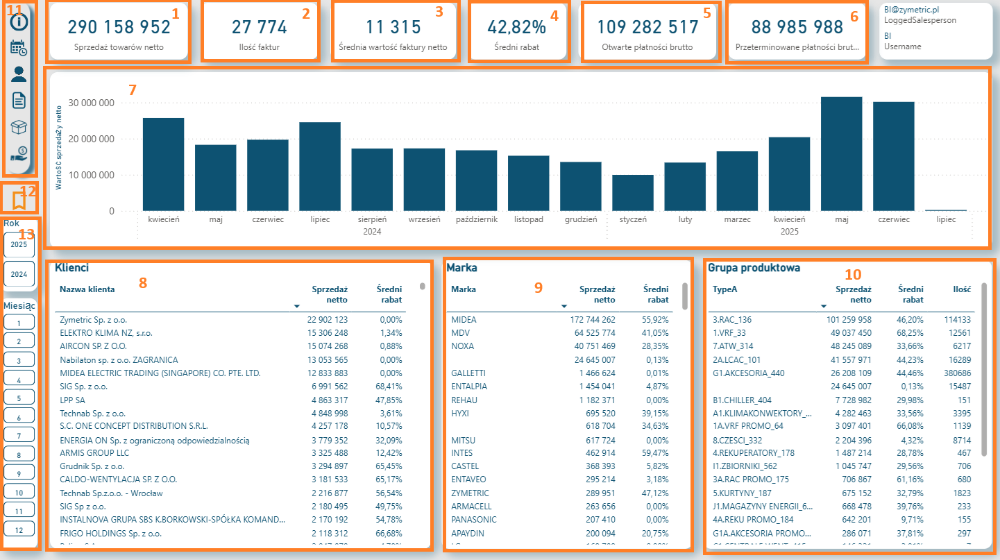 11
290 158 952
1
Sprzedaż towarów netto
27 774
2
Ilość faktur
11 315
3
Średnia wartość faktury netto
42,82%
4
Średni rabat
109 282 517
5
Otwarte płatności brutto
88 985 988
6
Przeterminowane płatności brut...
BI@zymetric.pl
LoggedSalesperson
BI
Username
7
Wartość sprzedaży netto
30 000 000
20 000 000
10 000 000
0
kwiecień maj czerwiec lipiec sierpień wrzesień październik listopad grudzień styczeń luty marzec kwiecień maj czerwiec lipiec
2024 2025
12
Rok
13
2025
2024
Miesiąc
1
2
3
4
5
6
7
8
9
10
11
12
Klienci
8
Nazwa klienta Sprzedaż netto Średni rabat
Zymetric Sp. z o.o. 22 902 123 0,00%
ELEKTRO KLIMA NZ, s.r.o. 15 306 248 1,34%
AIRCON SP. Z O.O. 15 074 268 0,88%
Nabilaton sp. z o.o. ZAGRANICA 13 053 565 0,00%
MIDEA ELECTRIC TRADING (SINGAPORE) CO. PTE. LTD. 12 833 883 0,00%
SIG Sp. z o.o. 6 991 562 68,41%
LPP SA 4 863 317 47,85%
Technab Sp. z o.o. 4 848 998 3,61%
S.C. ONE CONCEPT DISTRIBUTION S.R.L. 4 257 178 10,57%
ENERGIA ON Sp. z ograniczoną odpowiedzialnością 3 779 352 32,09%
ARMIS GROUP LLC 3 325 488 12,42%
Grudnik Sp. z o.o. 3 294 897 65,45%
CALDO-WENTYLACJA SP. Z O.O. 3 181 533 65,17%
Technab Sp.z.o.o. - Wrocław 2 216 877 56,54%
SIG Sp z o.o. 2 180 495 49,75%
INSTALNOVA GRUPA SBS K.BORKOWSKI-SPÓŁKA KOMAND... 2 170 192 54,78%
FRIGO HOLDINGS Sp. z o.o. 2 118 312 66,68%
Marka
9
Marka Sprzedaż netto Średni rabat
MIDEA 172 744 262 55,92%
MDV 64 525 774 41,05%
NOXA 40 751 469 28,35%
24 645 007 0,13%
GALLETTI 1 466 624 0,01%
ENTALPIA 1 454 041 4,87%
REHAU 1 182 371 0,00%
HYXI 695 520 39,15%
618 704 34,63%
MITSU 617 724 0,00%
INTES 462 914 59,47%
CASTEL 368 393 5,82%
ENTAVEO 295 214 3,18%
ZYMETRIC 289 951 47,12%
ARMACELL 263 656 0,00%
PANASONIC 207 410 0,00%
APAYDIN 200 094 20,75%
Grupa produktowa
10
TypeA Sprzedaż netto Średni rabat Ilość
3.RAC_136 101 259 958 46,20% 114133
1.VRF_33 49 037 450 68,25% 12561
7.ATW_314 48 245 089 33,66% 6217
2A.LCAC_101 41 557 971 44,23% 16289
G1.AKCESORIA_440 26 208 109 44,46% 380686
24 645 007 0,13% 15487
B1.CHILLER_404 7 728 982 29,98% 151
A1.KLIMAKONWEKTORY_... 4 282 463 33,56% 3395
1A.VRF PROMO_64 3 097 401 66,08% 1139
8.CZESCI_332 2 204 396 4,32% 8714
4.REKUPERATORY_178 1 487 214 28,78% 467
I1.ZBIORNIKI_562 1 045 747 29,56% 706
3A.RAC PROMO_175 706 867 61,16% 680
5.KURTYNY_187 675 152 32,79% 1823
J1.MAGAZYNY ENERGII_6... 668 478 39,76% 233
4A.REKU PROMO_184 642 201 9,71% 155
G1A.AKCESORIA PROMO... 286 071 37,81% 297